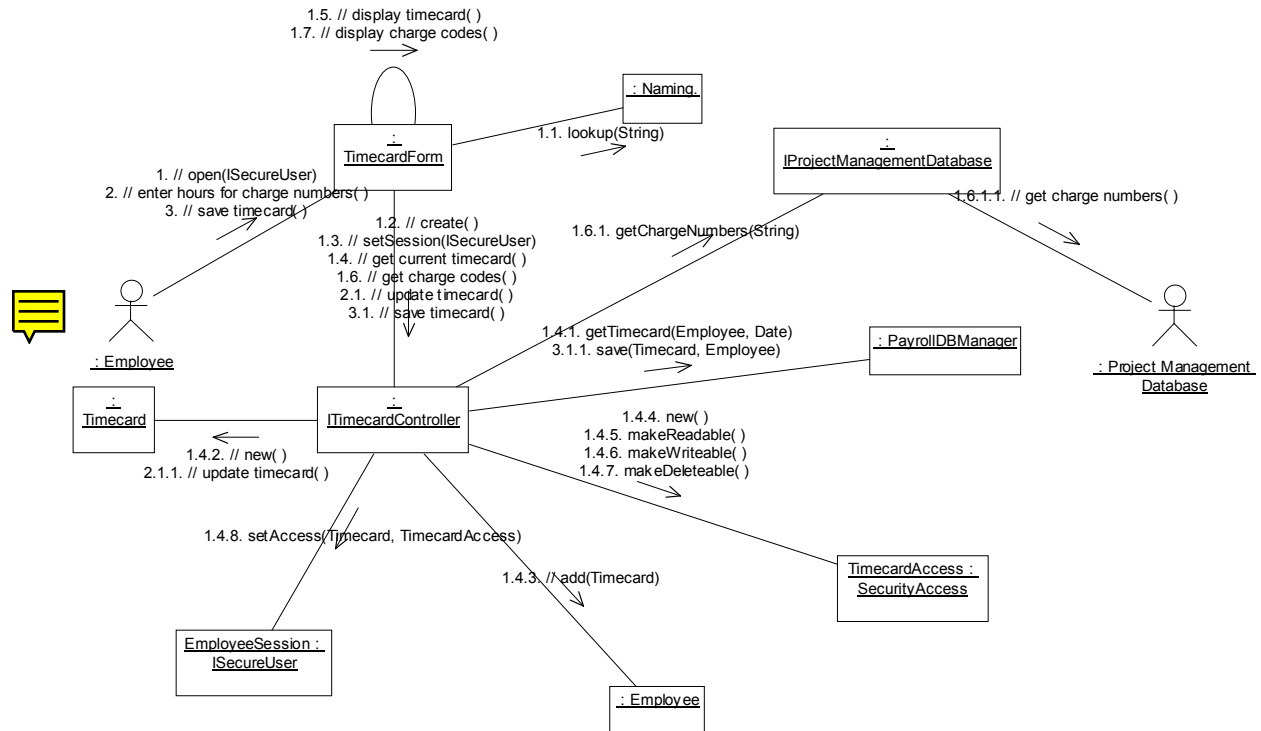 1.5. // display timecard( )
1.7. // display charge codes( )
: Naming.
1.1. lookup(String)
:
TimecardForm
:
IProjectManagementDatabase
1. // open(ISecureUser)
2. // enter hours for charge numbers( )
3. // save timecard( )
1.6.1.1. // get charge numbers( )
1.2. // create( )
1.3. // setSession(ISecureUser)
1.4. // get current timecard( )
1.6. // get charge codes( )
2.1. // update timecard( )
3.1. // save timecard( )
1.6.1. getChargeNumbers(String)
: Employee
1.4.1. getTimecard(Employee, Date)
3.1.1. save(Timecard, Employee)
: PayrollDBManager
: Project Management
Database
:
Timecard
:
ITimecardController
1.4.2. // new( )
2.1.1. // update timecard( )
1.4.4. new( )
1.4.5. makeReadable( )
1.4.6. makeWriteable( )
1.4.7. makeDeleteable( )
1.4.8. setAccess(Timecard, TimecardAccess)
1.4.3. // add(Timecard)
TimecardAccess :
SecurityAccess
EmployeeSession :
ISecureUser
: Employee